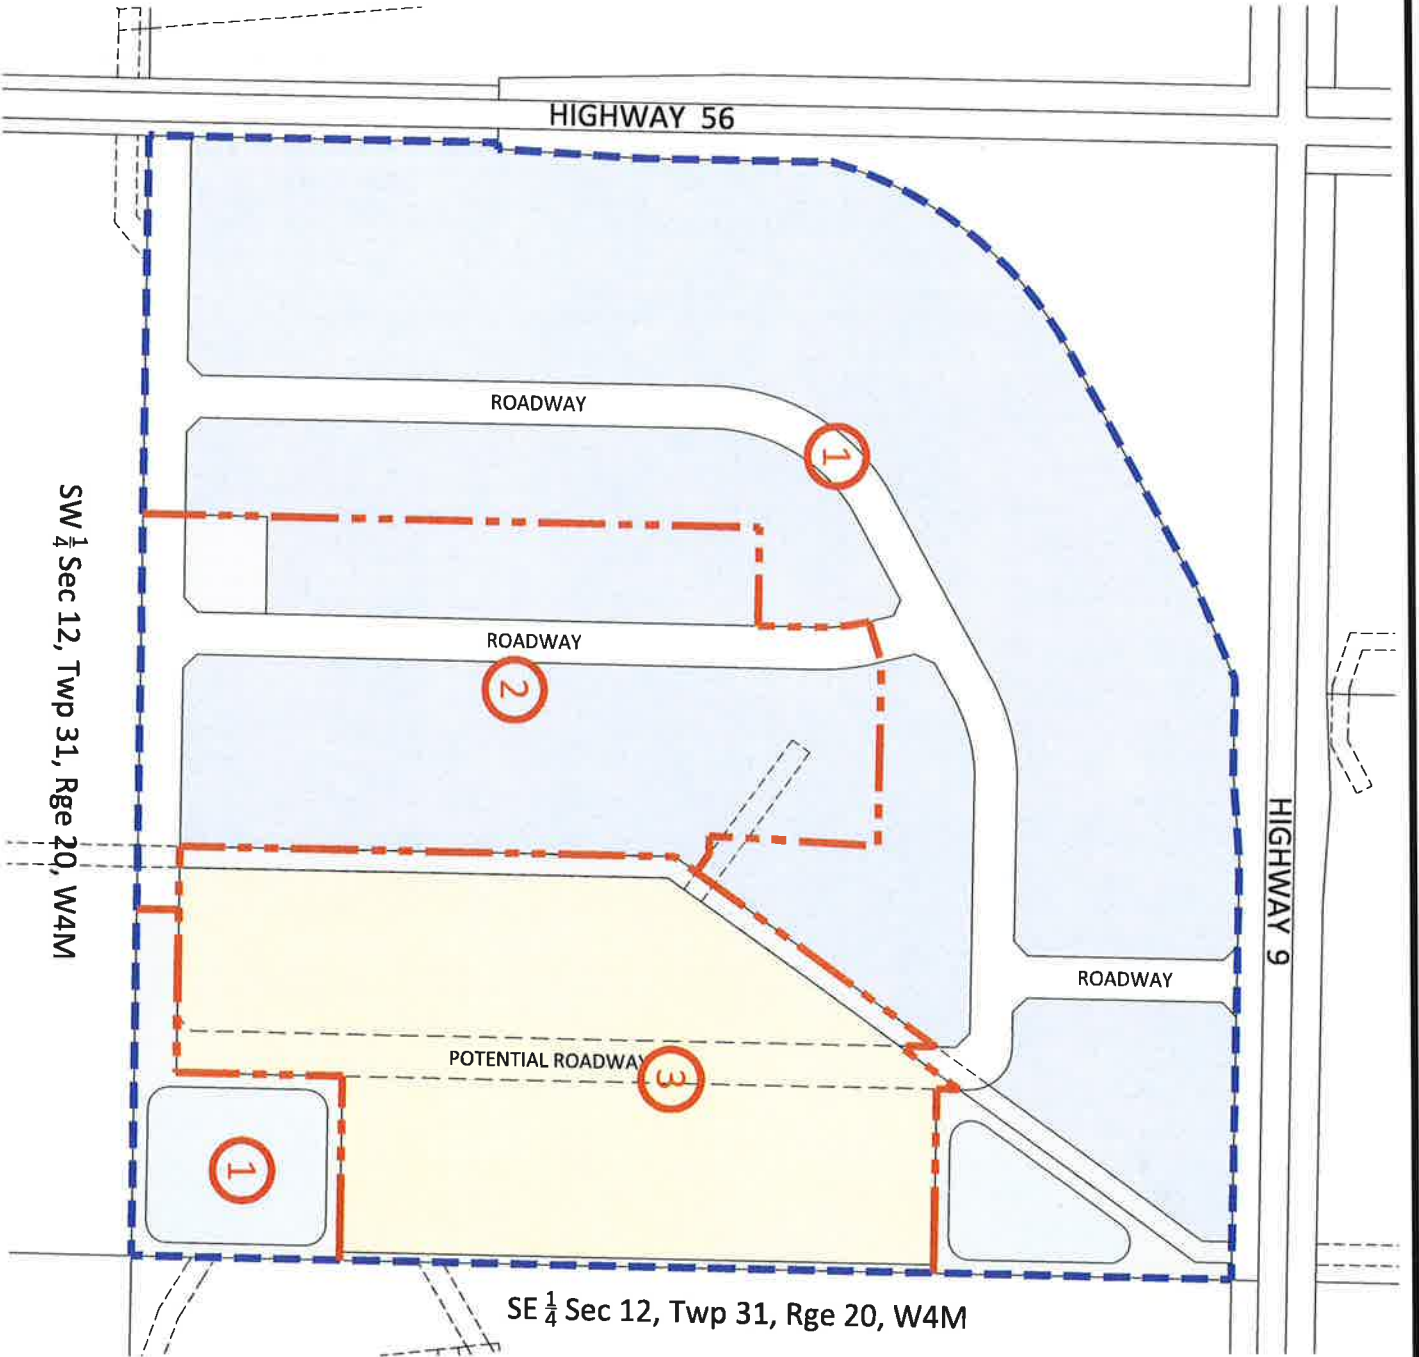 HIGHWAY 56
ROADWAY
1
ROADWAY
2
SW 1/4 Sec 12, Twp 31, Rge 20, W4M
HIGHWAY 9
ROADWAY
POTENTIAL ROADWAY
3
1
SE 1/4 Sec 12, Twp 31, Rge 20, W4M